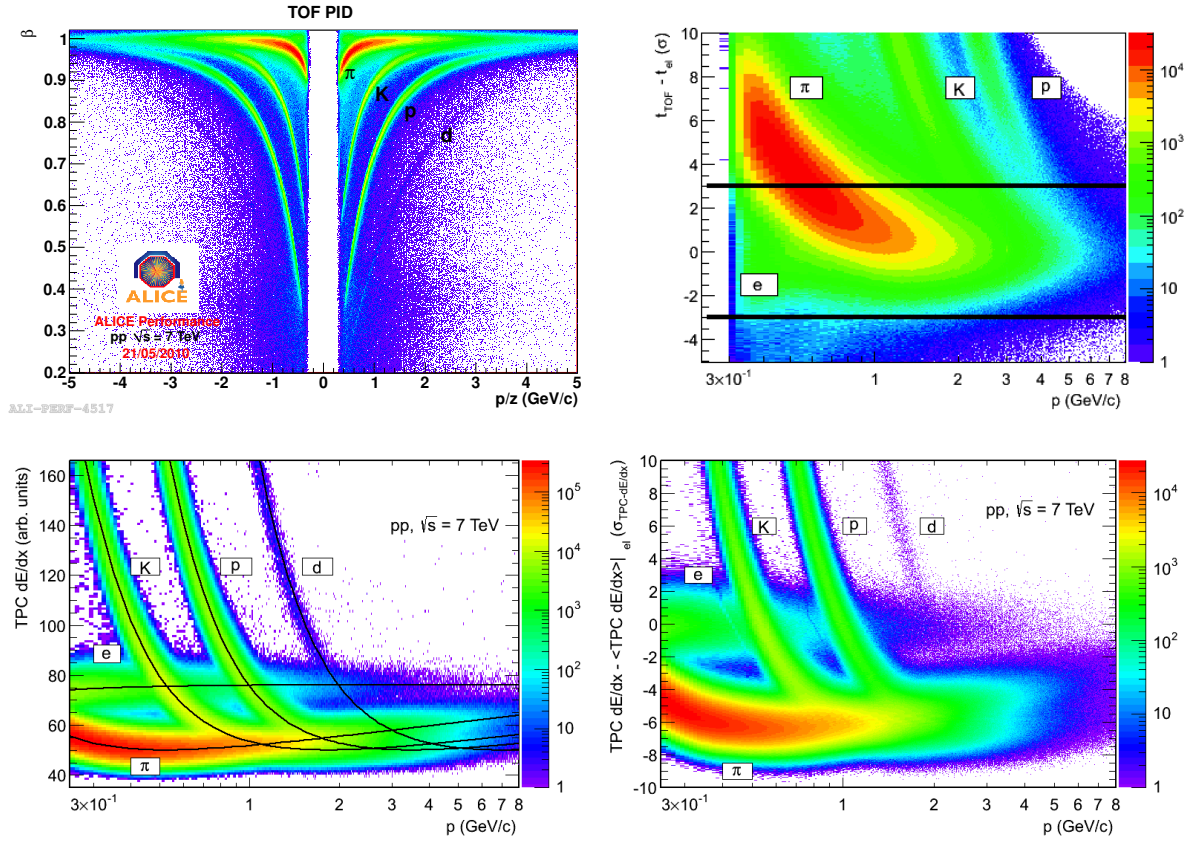 TOF PID
β
1
0.9
0.8
0.7
0.6
0.5
0.4
0.3
0.2
π
K
p
d
ALICE
ALICE Performance
pp √s = 7 TeV
21/05/2010
-5 -4 -3 -2 -1 0 1 2 3 4 5
p/z (GeV/c)
ALI-PERF-4517
t_TOF - t_el (σ)
10
8
6
4
2
0
-2
-4
π
K
p
e
3×10⁻¹ 1 2 3 4 5 6 7 8
p (GeV/c)
10⁴
10³
10²
10
1
TPC dE/dx (arb. units)
160
140
120
100
80
60
40
pp, √s = 7 TeV
K
p
d
e
π
3×10⁻¹ 1 2 3 4 5 6 7 8
p (GeV/c)
10⁵
10⁴
10³
10²
10
1
TPC dE/dx - <TPC dE/dx>|_el (σ_TPC-dE/dx)
10
8
6
4
2
0
-2
-4
-6
-8
-10
pp, √s = 7 TeV
K
p
d
e
π
3×10⁻¹ 1 2 3 4 5 6 7 8
p (GeV/c)
10⁴
10³
10²
10
1